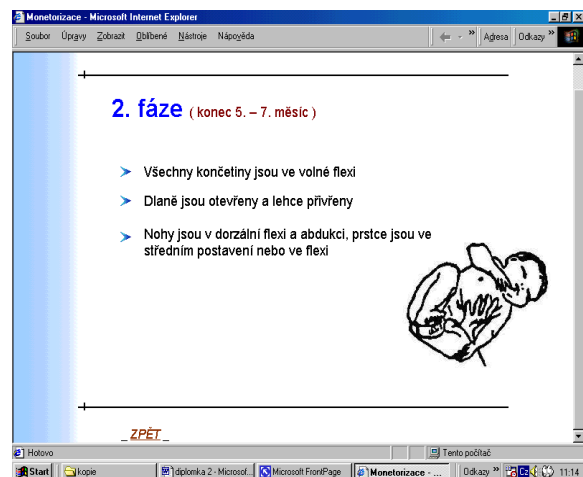 Monetorizace - Microsoft Internet Explorer
Soubor Úpravy Zobrazit Oblíbené Nástroje Nápověda
Adresa Odkazy »
2. fáze ( konec 5. – 7. měsíc )
Všechny končetiny jsou ve volné flexi
Dlaně jsou otevřeny a lehce přivřeny
Nohy jsou v dorzální flexi a abdukci, prstce jsou ve
středním postavení nebo ve flexi
ZPĚT
Hotovo
Tento počítač
Start kopie diplomka 2 - Microsof... Microsoft FrontPage Monetorizace - ... Odkazy » Cz 11:14